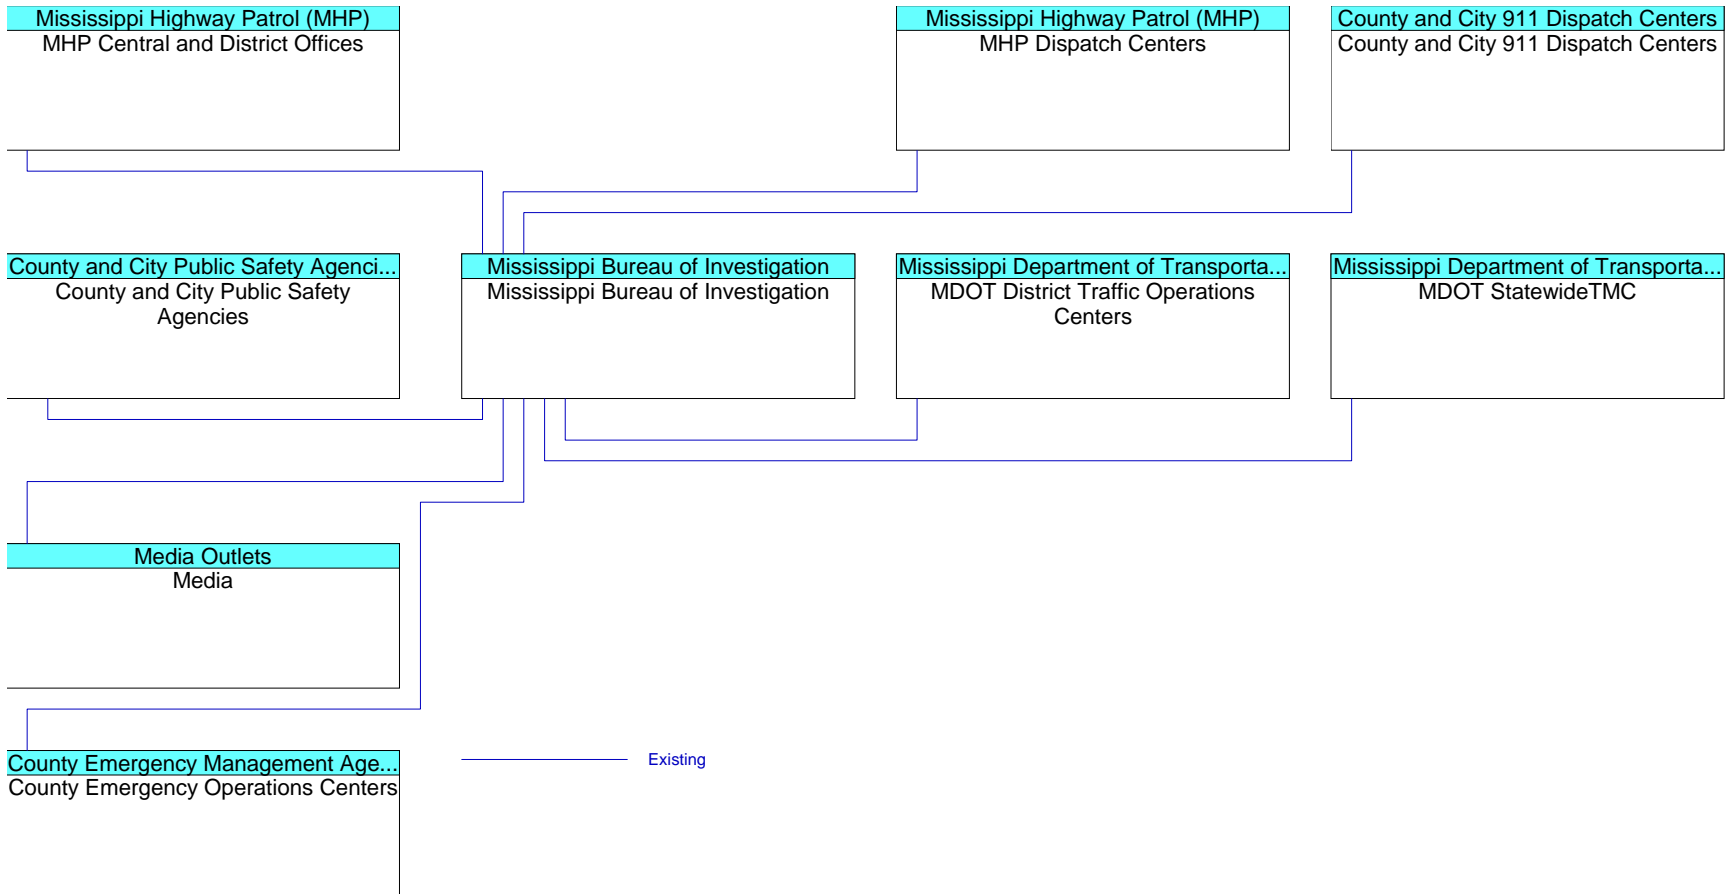 Mississippi Highway Patrol (MHP)
MHP Central and District Offices
Mississippi Highway Patrol (MHP)
MHP Dispatch Centers
County and City 911 Dispatch Centers
County and City 911 Dispatch Centers
County and City Public Safety Agenci...
County and City Public Safety
Agencies
Mississippi Bureau of Investigation
Mississippi Bureau of Investigation
Mississippi Department of Transporta...
MDOT District Traffic Operations
Centers
Mississippi Department of Transporta...
MDOT StatewideTMC
Media Outlets
Media
County Emergency Management Age...
County Emergency Operations Centers
Existing